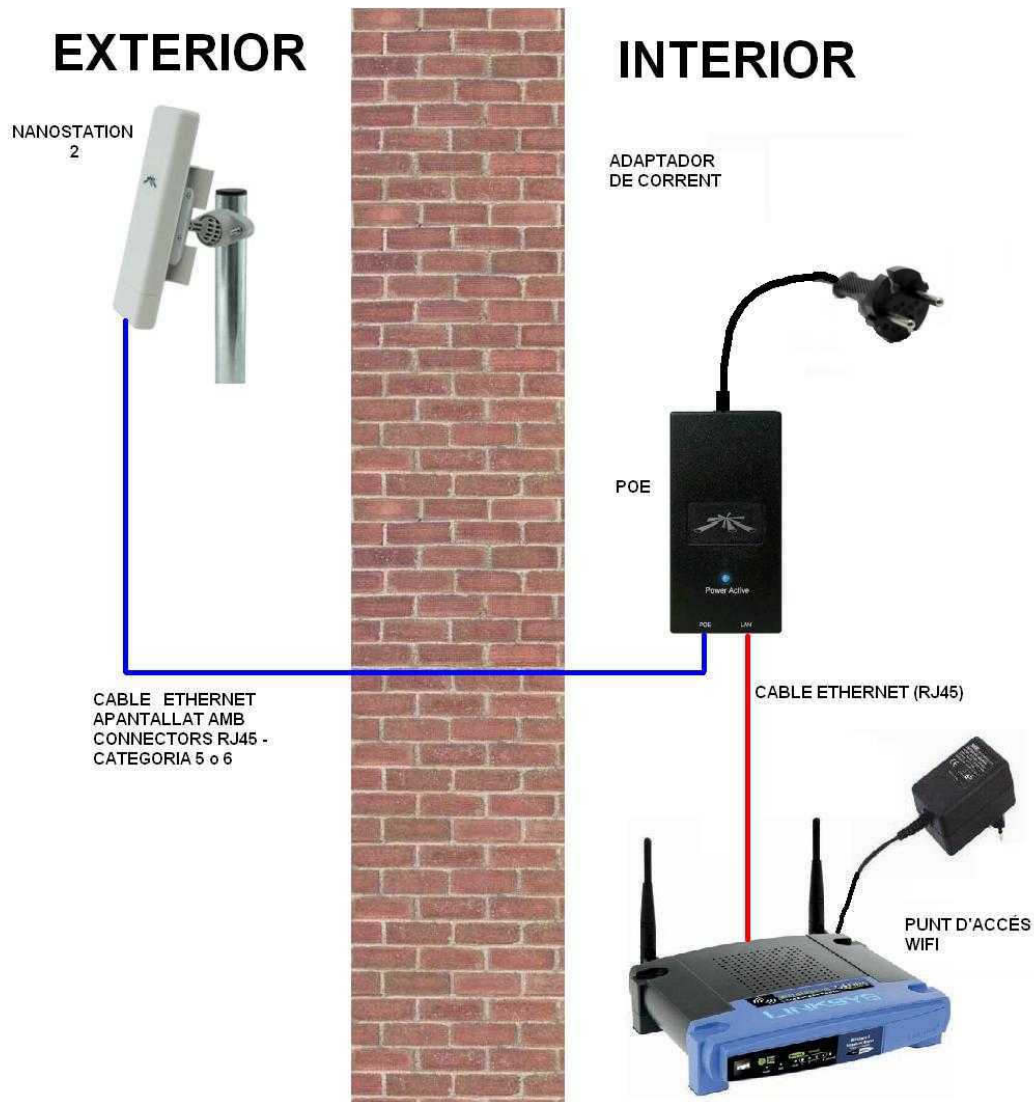 EXTERIOR
INTERIOR
NANOSTATION
2
ADAPTADOR
DE CORRENT
POE
Power Active
POE
LAN
CABLE ETHERNET
APANTALLAT AMB
CONNECTORS RJ45 -
CATEGORIA 5 o 6
CABLE ETHERNET (RJ45)
PUNT D'ACCÉS
WIFI
LINKSYS